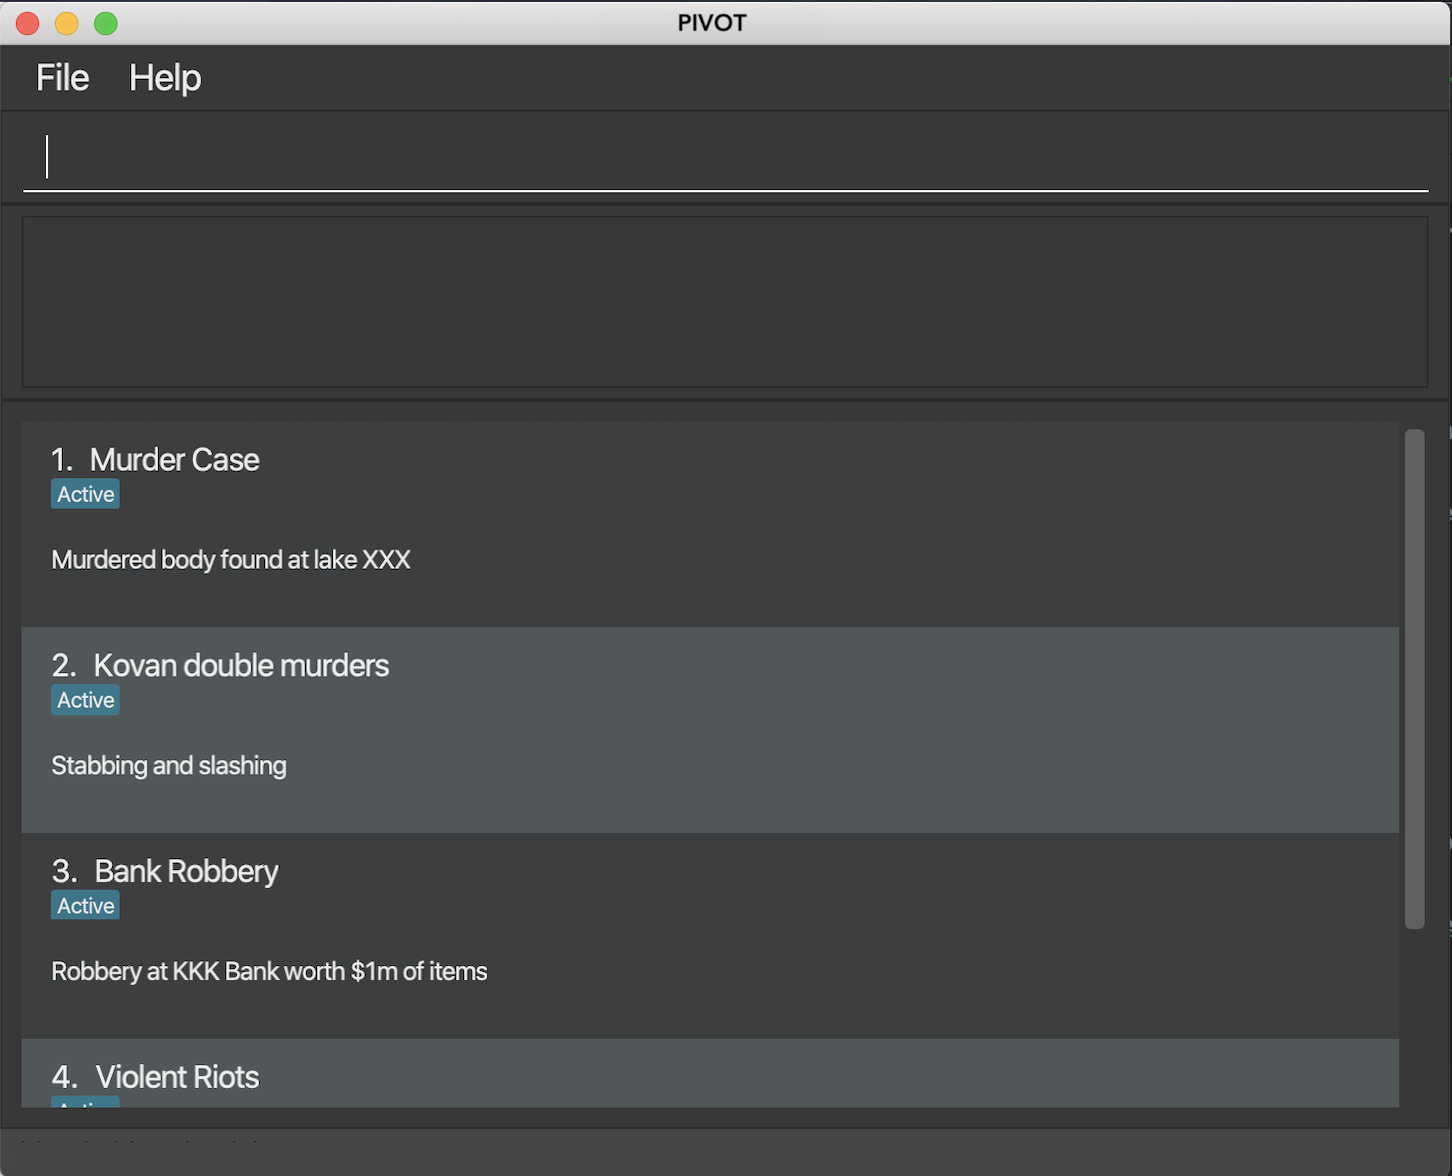 PIVOT
File Help
1. Murder Case
Active
Murdered body found at lake XXX
2. Kovan double murders
Active
Stabbing and slashing
3. Bank Robbery
Active
Robbery at KKK Bank worth $1m of items
4. Violent Riots